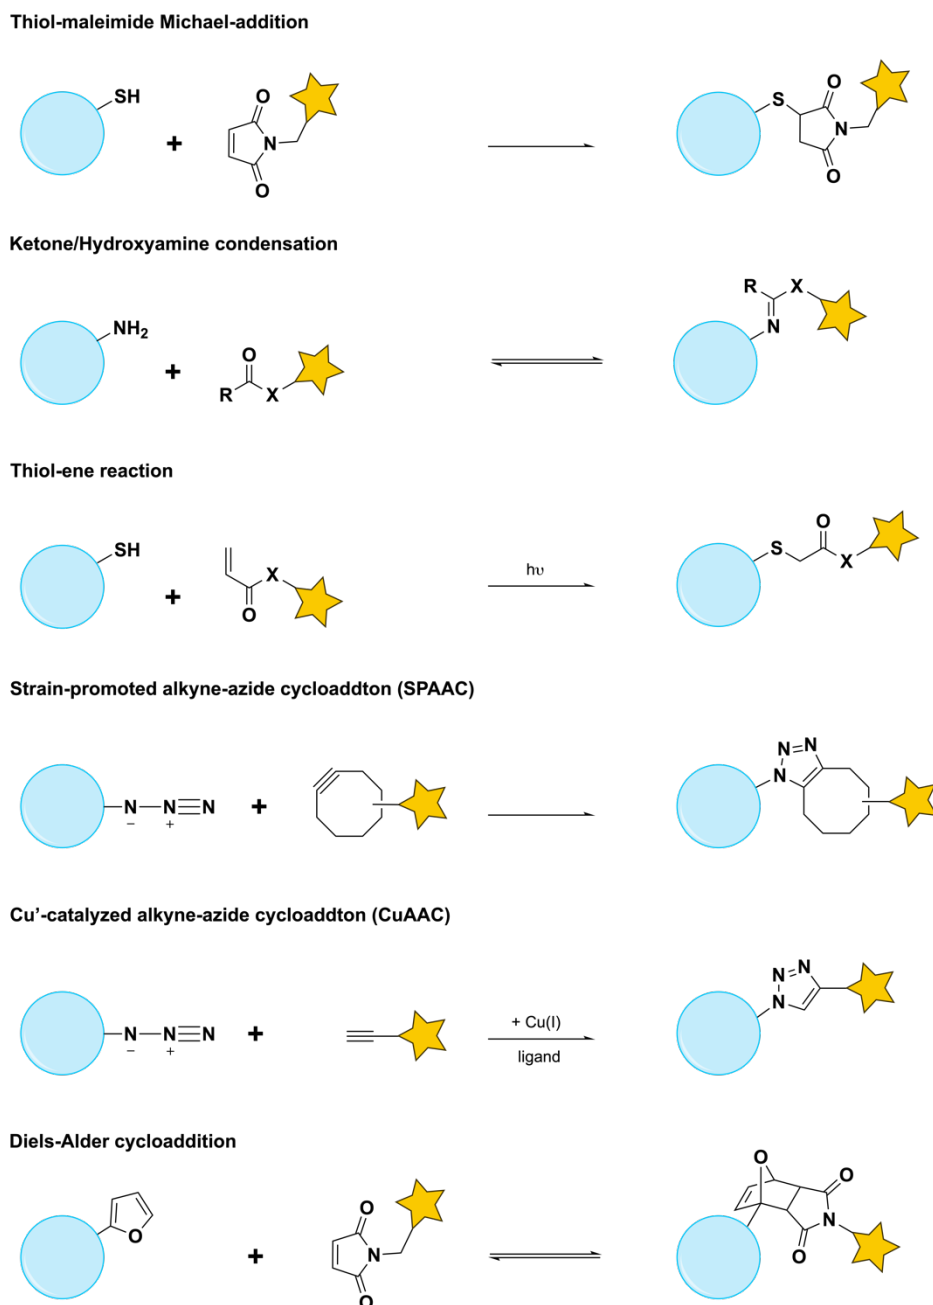 Thiol-maleimide Michael-addition
SH
+
O
N
O
S
O
N
O
Ketone/Hydroxyamine condensation
NH2
+
O
R
X
R
X
N
Thiol-ene reaction
SH
+
X
O
hυ
S
O
X
Strain-promoted alkyne-azide cycloaddton (SPAAC)
N N N
− +
+
N N
N
Cu’-catalyzed alkyne-azide cycloaddton (CuAAC)
N N N
− +
+
+ Cu(I)
ligand
N N
N
Diels-Alder cycloaddition
O
+
O
N
O
O
O
N
O